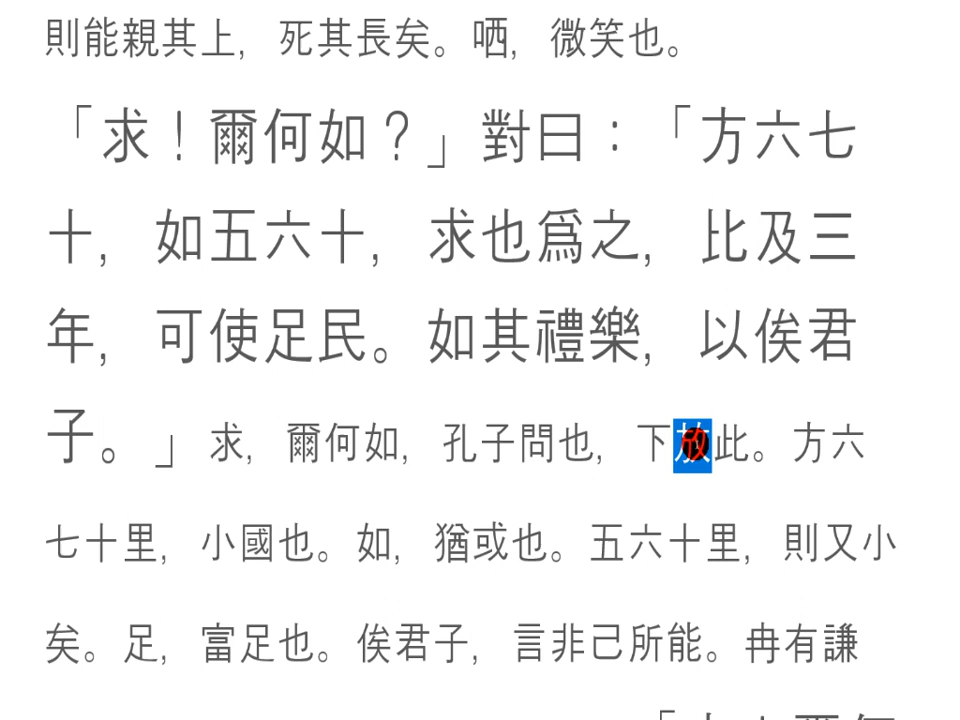 則能親其上，死其長矣。哂，微笑也。
「求！爾何如？」對曰：「方六七
十，如五六十，求也爲之，比及三
年，可使足民。如其禮樂，以俟君
子。」求，爾何如，孔子問也，下放此。方六
七十里，小國也。如，猶或也。五六十里，則又小
矣。足，富足也。俟君子，言非己所能。冉有謙